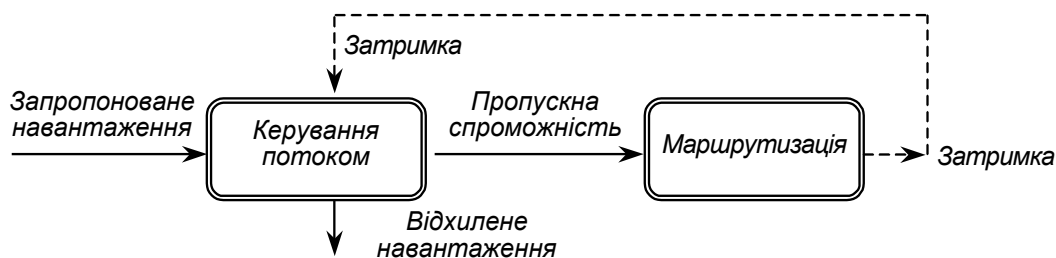 Затримка
Запропоноване
навантаження
Керування
потоком
Пропускна
спроможність
Маршрутизація
Затримка
Відхилене
навантаження